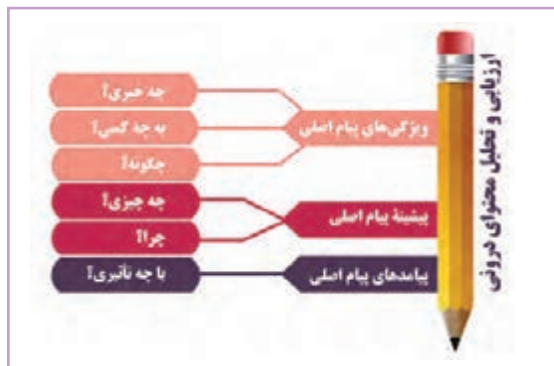 ارزیابی و تحلیل محتوای درونی
ویژگی‌های پیام اصلی
چه خبری؟
به چه کسی؟
چگونه؟
پیشینهٔ پیام اصلی
چه چیزی؟
چرا؟
پیامدهای پیام اصلی
با چه تأثیری؟